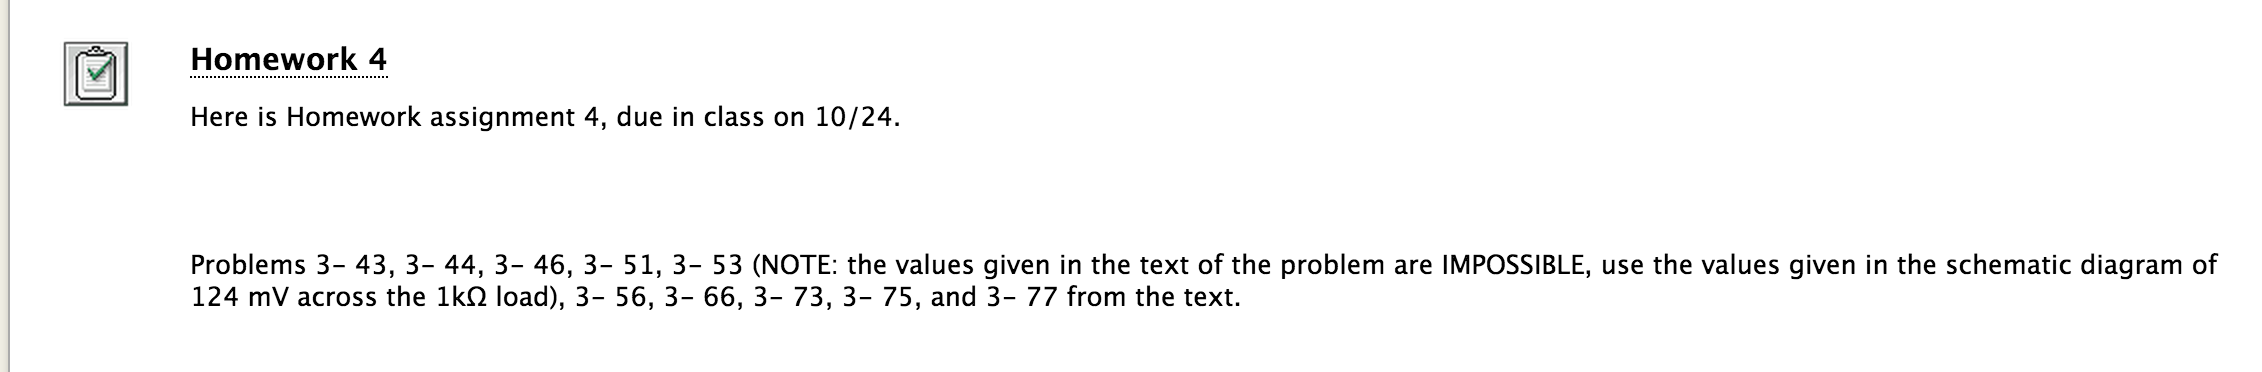 Homework 4
Here is Homework assignment 4, due in class on 10/24.
Problems 3– 43, 3– 44, 3– 46, 3– 51, 3– 53 (NOTE: the values given in the text of the problem are IMPOSSIBLE, use the values given in the schematic diagram of
124 mV across the 1kΩ load), 3– 56, 3– 66, 3– 73, 3– 75, and 3– 77 from the text.